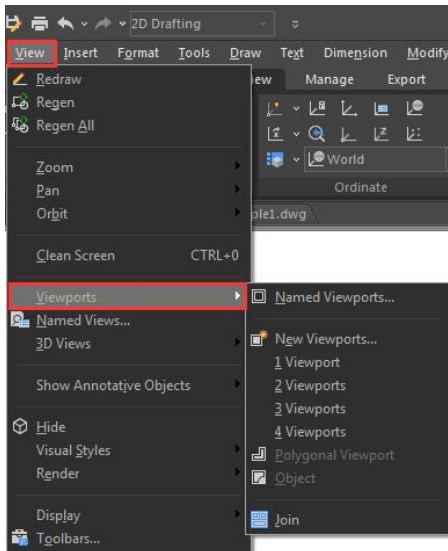 2D Drafting
View Insert Format Tools Draw Text Dimension Modify
Manage Export
Redraw
Regen
Regen All
World
Zoom
Ordinate
Pan
Orbit
ple1.dwg
Clean Screen CTRL+0
Viewports
Named Viewports...
Named Views...
3D Views
New Viewports...
1 Viewport
Show Annotative Objects
2 Viewports
3 Viewports
Hide
4 Viewports
Visual Styles
Polygonal Viewport
Render
Object
Display
Join
Toolbars...